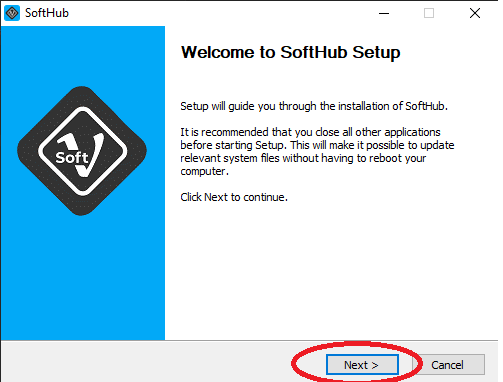 SoftHub
Welcome to SoftHub Setup
Setup will guide you through the installation of SoftHub.
It is recommended that you close all other applications
before starting Setup. This will make it possible to update
relevant system files without having to reboot your
computer.
Click Next to continue.
Soft V
Next >
Cancel